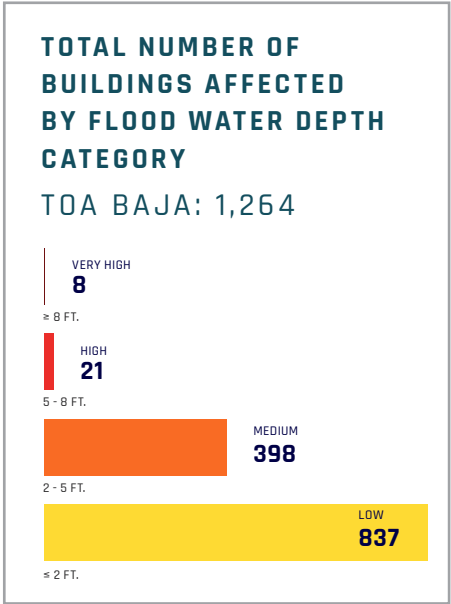 TOTAL NUMBER OF
BUILDINGS AFFECTED
BY FLOOD WATER DEPTH
CATEGORY
TOA BAJA: 1,264
VERY HIGH
8
≥ 8 FT.
HIGH
21
5 - 8 FT.
MEDIUM
398
2 - 5 FT.
LOW
837
≤ 2 FT.